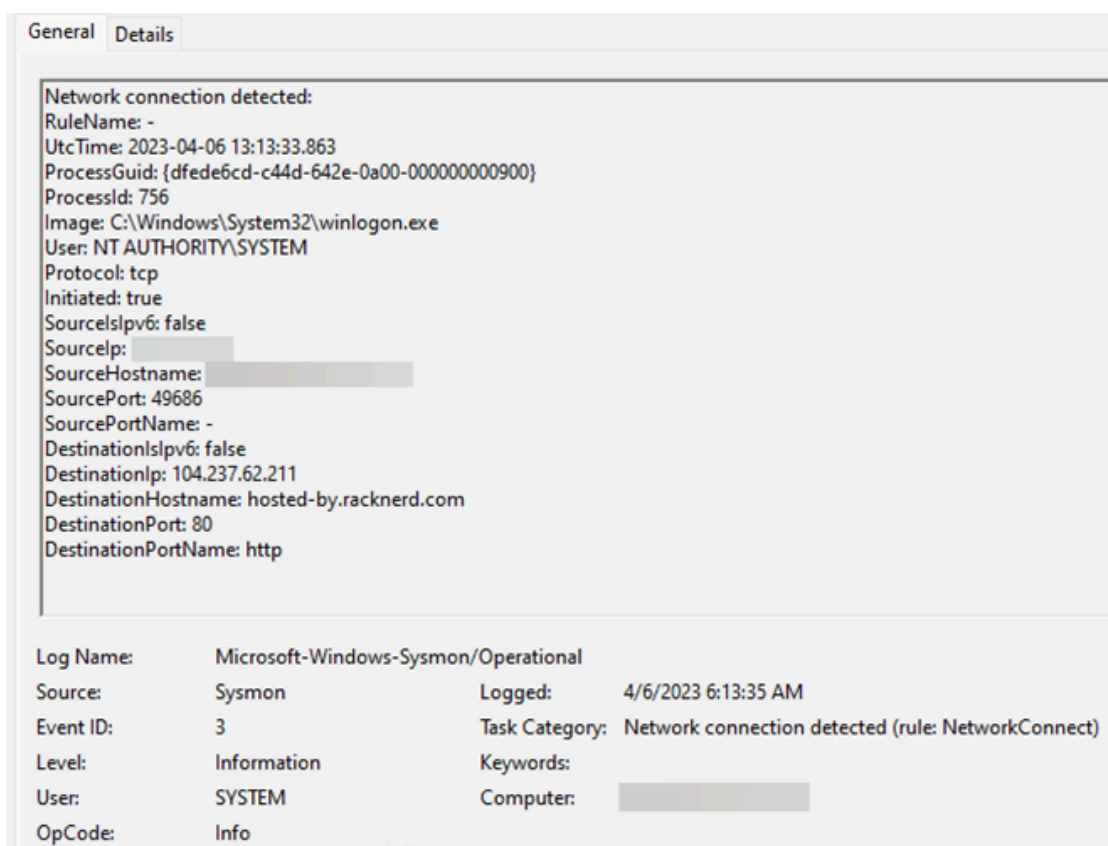 General Details
Network connection detected:
RuleName: -
UtcTime: 2023-04-06 13:13:33.863
ProcessGuid: {dfede6cd-c44d-642e-0a00-000000000900}
ProcessId: 756
Image: C:\Windows\System32\winlogon.exe
User: NT AUTHORITY\SYSTEM
Protocol: tcp
Initiated: true
SourceIsIpv6: false
SourceIp:
SourceHostname:
SourcePort: 49686
SourcePortName: -
DestinationIsIpv6: false
DestinationIp: 104.237.62.211
DestinationHostname: hosted-by.racknerd.com
DestinationPort: 80
DestinationPortName: http
Log Name: Microsoft-Windows-Sysmon/Operational
Source: Sysmon Logged: 4/6/2023 6:13:35 AM
Event ID: 3 Task Category: Network connection detected (rule: NetworkConnect)
Level: Information Keywords:
User: SYSTEM Computer:
OpCode: Info